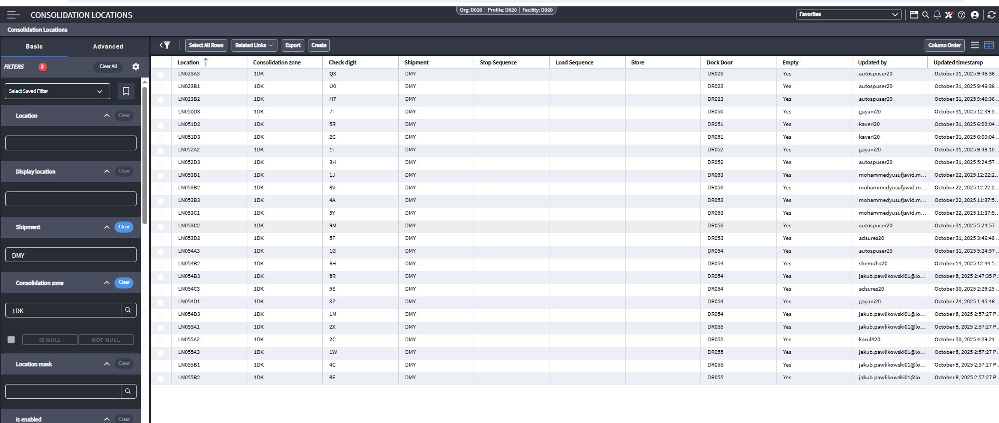 Org: D020 | Profile: D020 | Facility: D020
CONSOLIDATION LOCATIONS
Favorites
Consolidation Locations
Basic Advanced
Select All Rows Related Links Export Create Column Order
FILTERS 2 Clear All
Select Saved Filter
Location Clear
Display location Clear
Shipment Clear
DMY
Consolidation zone Clear
1DK
IS NULL NOT NULL
Location mask Clear
Is enabled Clear
Location Consolidation zone Check digit Shipment Stop Sequence Load Sequence Store Dock Door Empty Updated by Updated timestamp
LN023A3 1DK Q3 DMY DR023 Yes autospuser20 October 31, 2025 9:46:36 ...
LN023B1 1DK U0 DMY DR023 Yes autospuser20 October 31, 2025 9:46:36 ...
LN023B2 1DK H7 DMY DR023 Yes autospuser20 October 31, 2025 9:46:36 ...
LN050D3 1DK 7I DMY DR050 Yes gayani20 October 31, 2025 12:39:3...
LN051D2 1DK 5R DMY DR051 Yes kaveri20 October 31, 2025 6:00:04 ...
LN051D3 1DK 2C DMY DR051 Yes kaveri20 October 31, 2025 6:00:04 ...
LN052A2 1DK 1I DMY DR052 Yes gayani20 October 31, 2025 9:48:10 ...
LN052D3 1DK 3H DMY DR052 Yes autospuser20 October 31, 2025 5:24:57 ...
LN053B1 1DK 1J DMY DR053 Yes mohammedyusufjavid.m... October 22, 2025 12:22:2...
LN053B2 1DK 8V DMY DR053 Yes mohammedyusufjavid.m... October 22, 2025 12:22:2...
LN053B3 1DK 4A DMY DR053 Yes mohammedyusufjavid.m... October 22, 2025 11:37:5...
LN053C1 1DK 5Y DMY DR053 Yes mohammedyusufjavid.m... October 22, 2025 11:37:5...
LN053C2 1DK 9M DMY DR053 Yes autospuser20 October 31, 2025 5:24:57 ...
LN053D2 1DK 5F DMY DR053 Yes adsures20 October 31, 2025 3:46:48 ...
LN054A3 1DK 1G DMY DR054 Yes autospuser20 October 31, 2025 5:24:57 ...
LN054B2 1DK 6H DMY DR054 Yes shemaha20 October 14, 2025 12:44:5...
LN054B3 1DK 8R DMY DR054 Yes jakub.pawlikowski01@lo... October 8, 2025 2:47:35 P...
LN054C3 1DK 5E DMY DR054 Yes adsures20 October 30, 2025 2:29:25 ...
LN054D1 1DK 3Z DMY DR054 Yes gayani20 October 24, 2025 1:45:46 ...
LN054D3 1DK 1M DMY DR054 Yes jakub.pawlikowski01@lo... October 8, 2025 2:57:27 P...
LN055A1 1DK 2X DMY DR055 Yes jakub.pawlikowski01@lo... October 8, 2025 2:57:27 P...
LN055A2 1DK 2C DMY DR055 Yes karul420 October 30, 2025 4:39:21 ...
LN055A3 1DK 1W DMY DR055 Yes jakub.pawlikowski01@lo... October 8, 2025 2:57:27 P...
LN055B1 1DK 4C DMY DR055 Yes jakub.pawlikowski01@lo... October 8, 2025 2:57:27 P...
LN055B2 1DK 8E DMY DR055 Yes jakub.pawlikowski01@lo... October 8, 2025 2:57:27 P...